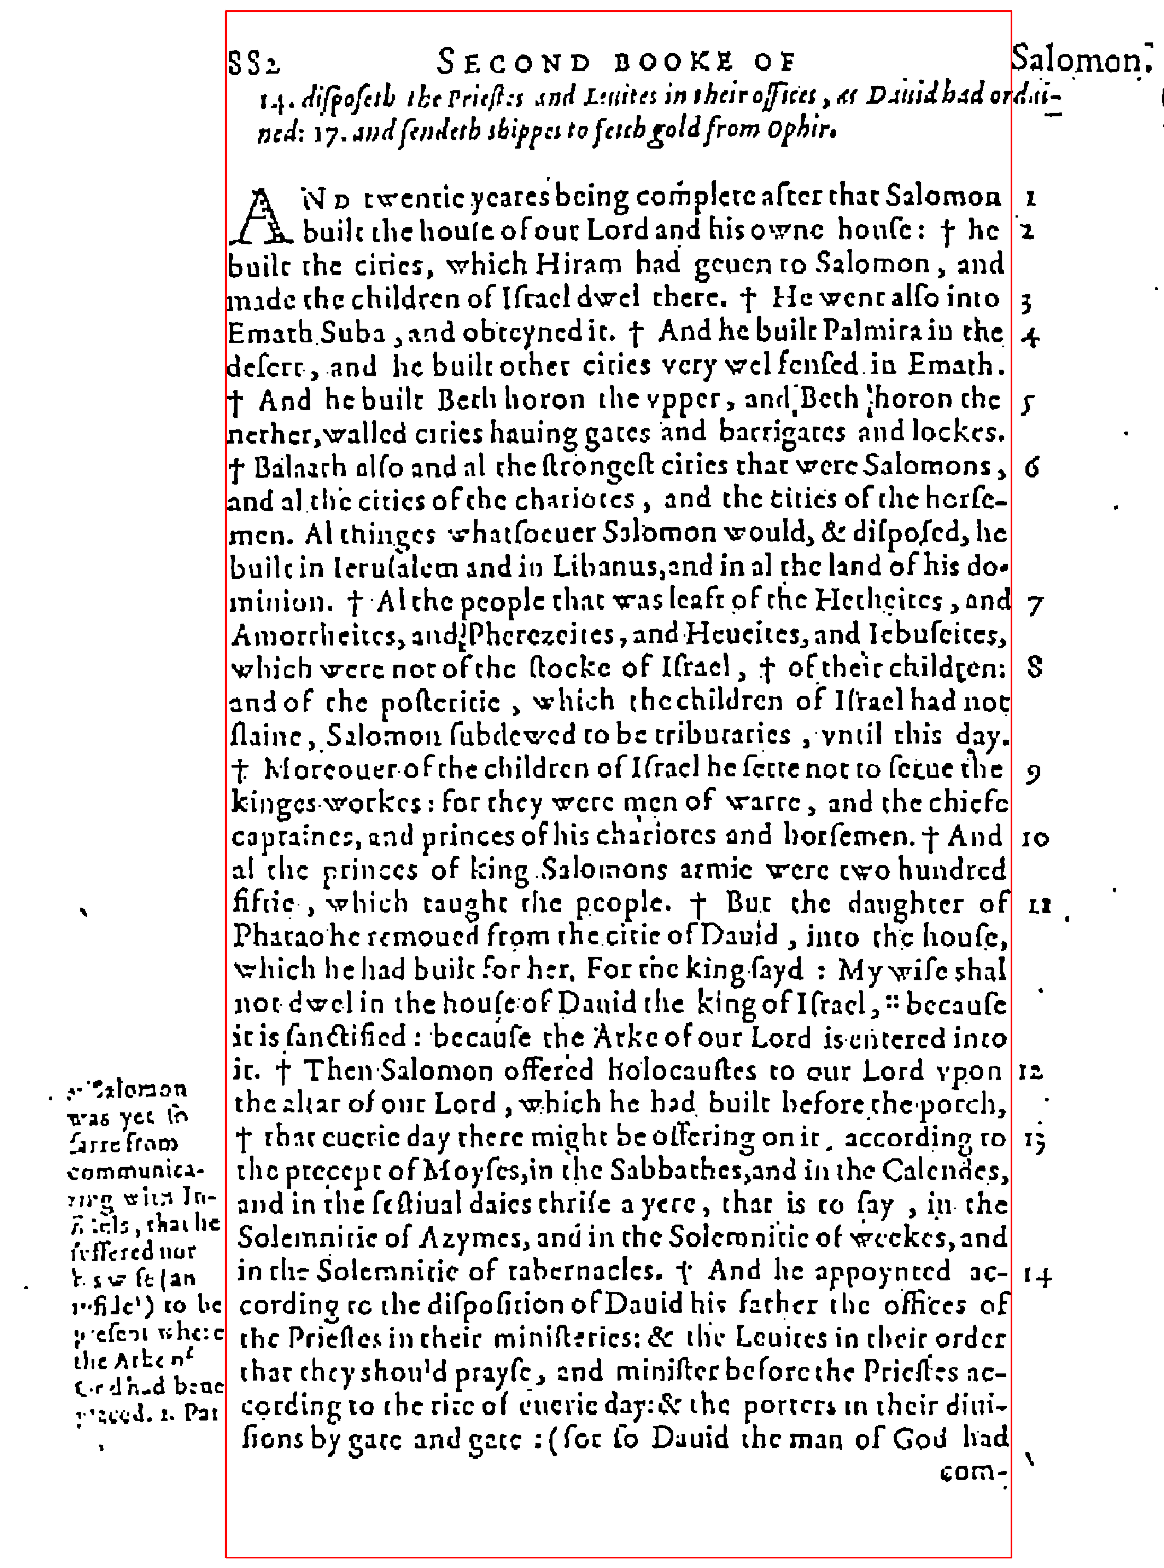 882 SECOND BOOKE OF Salomon.
14. disposeth the Priestes and Leuites in their offices, as Dauid had ordai-
ned: 17. and sendeth shippes to fetch gold from Ophir.
AND twentie yeares being cõplete after that Salomon 1
built the house of our Lord and his owne house: † he 2
built the cities, which Hiram had geuen to Salomon, and
made the children of Israel dwel there. † He went also into 3
Emath Suba, and obteyned it. † And he built Palmira in the 4
desert, and he built other cities very wel fensed in Emath.
† And he built Beth horon the vpper, and Beth horon the 5
nether, walled cities hauing gates and barrigates and lockes.
† Balaath also and al the strongest cities that were Salomons, 6
and al the cities of the chariotes, and the cities of the horse-
men. Al thinges whatsoeuer Salomon would, & disposed, he
built in Ierusalem and in Libanus, and in al the land of his do-
minion. † Al the people that was left of the Hetheites, and 7
Amorrheites, and Pherezeites, and Heueites, and Iebuseites,
which were not of the stocke of Israel, † of their children: 8
and of the posteritie, which the children of Israel had not
slaine, Salomon subdewed to be tributaries, vntil this day.
† Moreouer of the children of Israel he sette not to serue the 9
kinges workes: for they were men of warre, and the chiefe
captaines, and princes of his chariotes and horsemen. † And 10
al the princes of king Salomons armie were two hundred
fiftie, which taught the people. † But the daughter of 11
Pharao he remoued from the citie of Dauid, into the house,
which he had built for her. For the king sayd: My wife shal
not dwel in the house of Dauid the king of Israel, :: because
it is sanctified: because the Arke of our Lord is entered into
it. † Then Salomon offered holocaustes to our Lord vpon 12
the altar of our Lord, which he had built before the porch,
† that euerie day there might be offering on it, according to 13
the precept of Moyses, in the Sabbathes, and in the Calendes,
and in the festiual daies thrise a yere, that is to say, in the
Solemnitie of Azymes, and in the Solemnitie of weekes, and
in the Solemnitie of tabernacles. † And he appoynted ac- 14
cording to the disposition of Dauid his father the offices of
the Priestes in their ministeries: & the Leuites in their order
that they should prayse, and minister before the Priestes ac-
cording to the rite of euerie day: & the porters in their diui-
sions by gate and gate: (for so Dauid the man of God had
com-
:: Salomon
was yet so
farre from
communica-
ting with In-
fidels, that he
suffered not
his wife (an
infidel) to be
present where
the Arke of
God had bene
placed. 1. Par